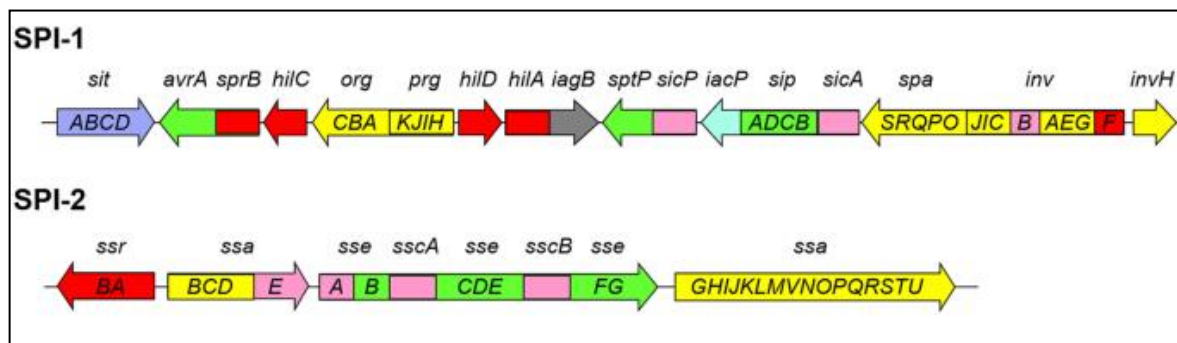 SPI-1
sit avrA sprB hilC org prg hilD hilA iagB sptP sicP iacP sip sicA spa inv invH
ABCD CBA KJIH ADCB SRQPO JIC B AEG F
SPI-2
ssr ssa sse sscA sse sscB sse ssa
BA BCD E A B CDE FG GHIJKLMVNOPQRSTU